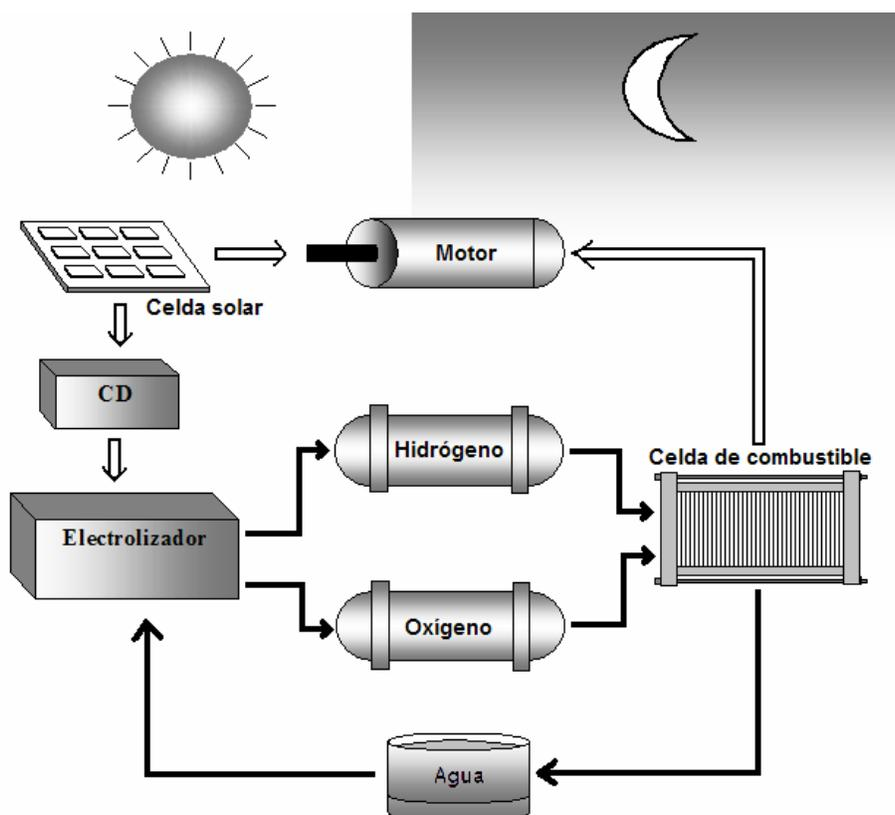 Motor
Celda solar
CD
Hidrógeno
Celda de combustible
Electrolizador
Oxígeno
Agua